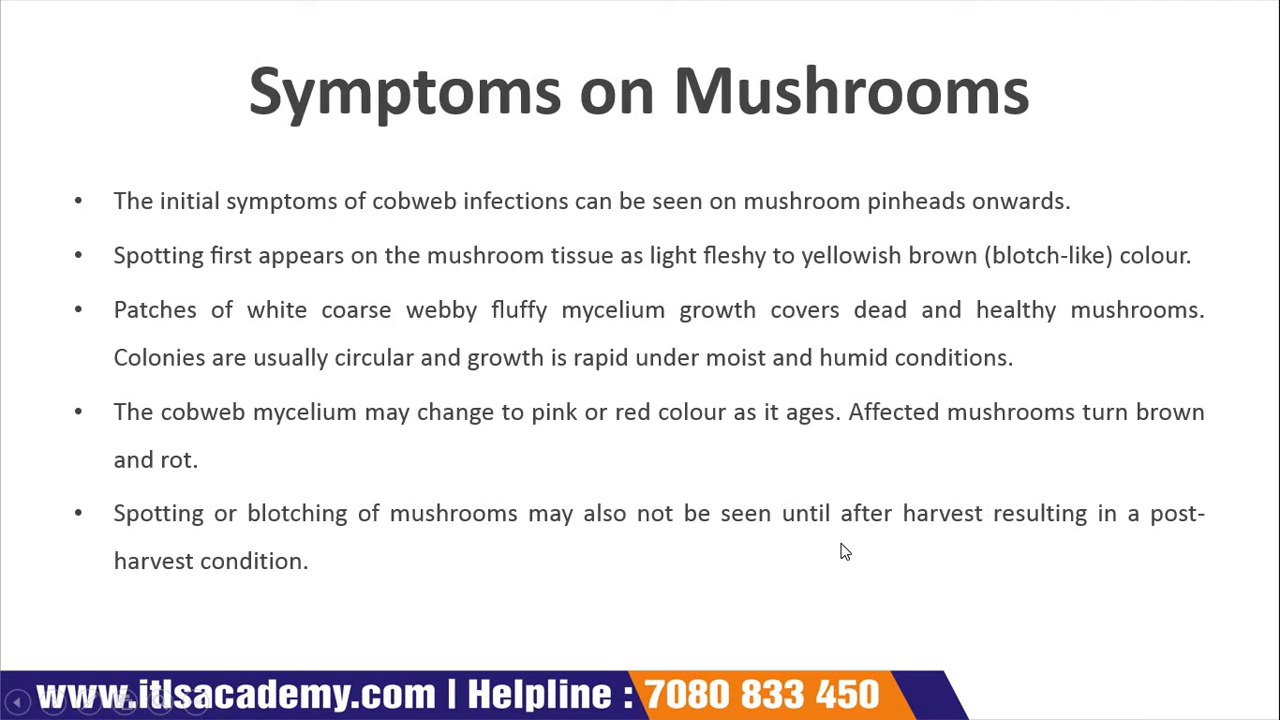 Symptoms on Mushrooms
• The initial symptoms of cobweb infections can be seen on mushroom pinheads onwards.
• Spotting first appears on the mushroom tissue as light fleshy to yellowish brown (blotch-like) colour.
• Patches of white coarse webby fluffy mycelium growth covers dead and healthy mushrooms.
Colonies are usually circular and growth is rapid under moist and humid conditions.
• The cobweb mycelium may change to pink or red colour as it ages. Affected mushrooms turn brown
and rot.
• Spotting or blotching of mushrooms may also not be seen until after harvest resulting in a post-
harvest condition.
www.itlsacademy.com | Helpline : 7080 833 450